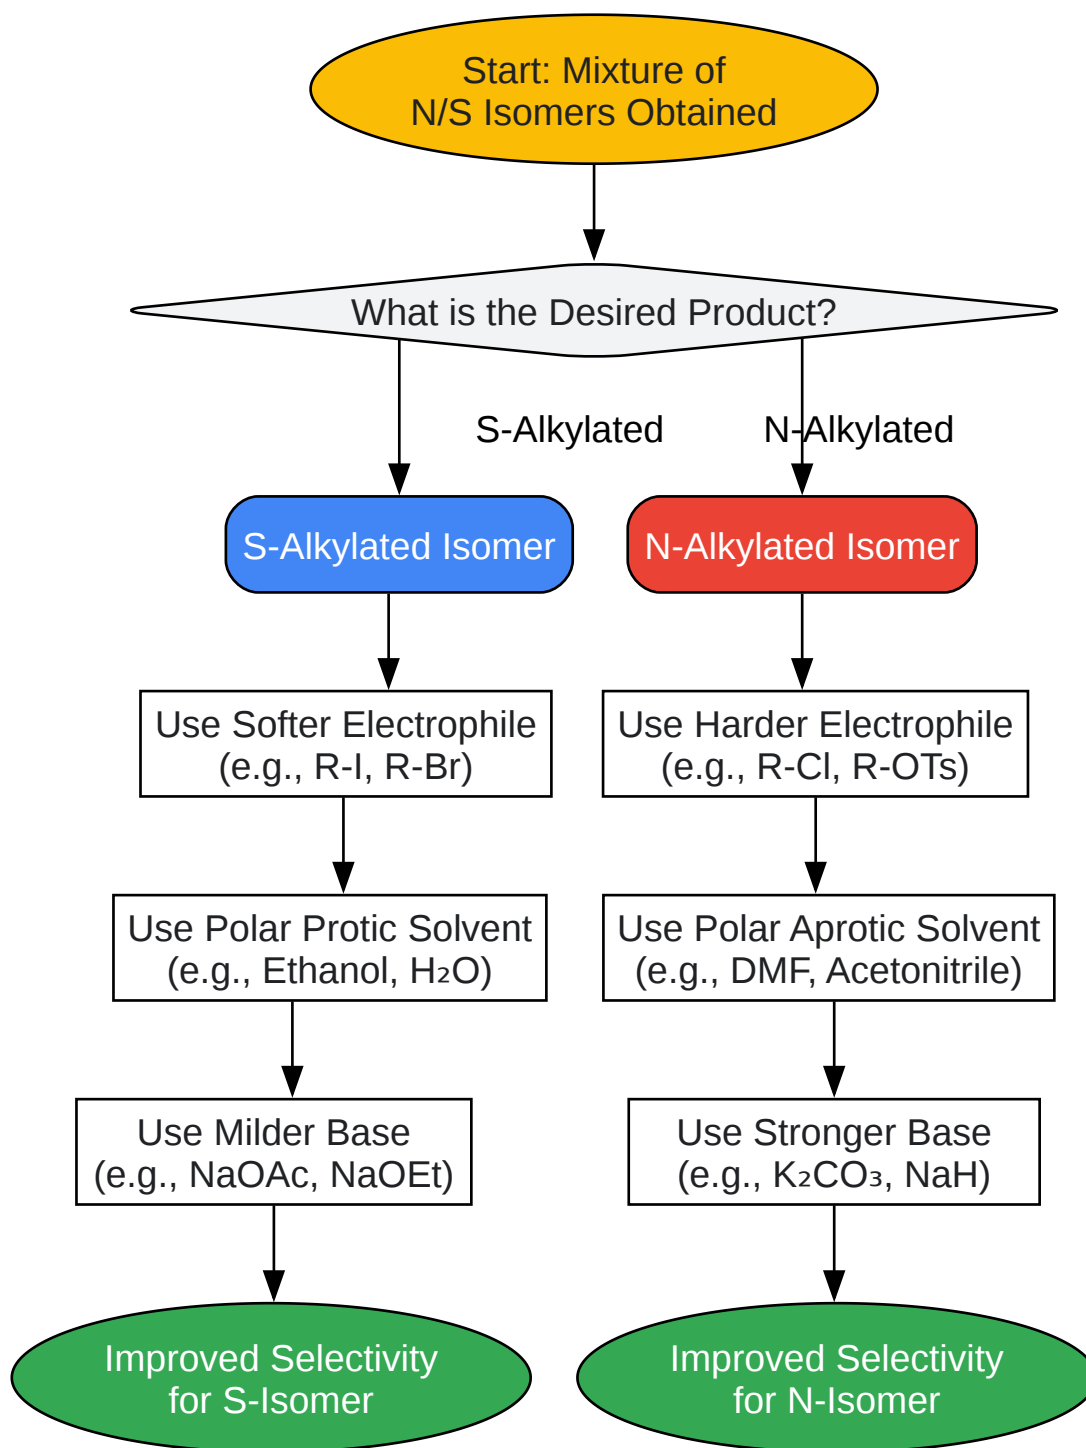 Start: Mixture of
N/S Isomers Obtained
What is the Desired Product?
S-Alkylated
N-Alkylated
S-Alkylated Isomer
N-Alkylated Isomer
Use Softer Electrophile
(e.g., R-I, R-Br)
Use Harder Electrophile
(e.g., R-Cl, R-OTs)
Use Polar Protic Solvent
(e.g., Ethanol, H₂O)
Use Polar Aprotic Solvent
(e.g., DMF, Acetonitrile)
Use Milder Base
(e.g., NaOAc, NaOEt)
Use Stronger Base
(e.g., K₂CO₃, NaH)
Improved Selectivity
for S-Isomer
Improved Selectivity
for N-Isomer